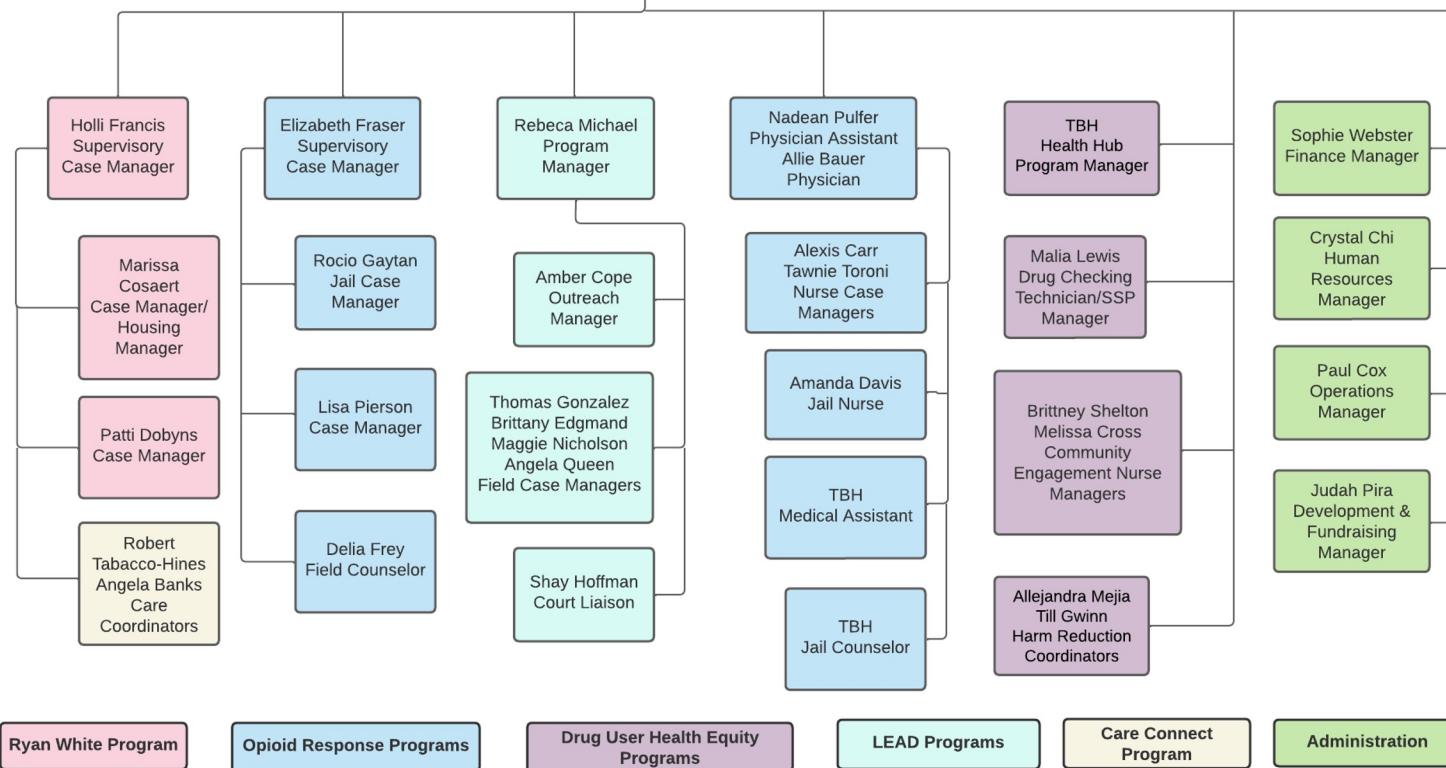 Holli Francis
Supervisory
Case Manager
Marissa
Cosaert
Case Manager/
Housing
Manager
Patti Dobyns
Case Manager
Robert
Tabacco-Hines
Angela Banks
Care
Coordinators
Elizabeth Fraser
Supervisory
Case Manager
Rocio Gaytan
Jail Case
Manager
Lisa Pierson
Case Manager
Delia Frey
Field Counselor
Rebeca Michael
Program
Manager
Amber Cope
Outreach
Manager
Thomas Gonzalez
Brittany Edgmand
Maggie Nicholson
Angela Queen
Field Case Managers
Shay Hoffman
Court Liaison
Nadean Pulfer
Physician Assistant
Allie Bauer
Physician
Alexis Carr
Tawnie Toroni
Nurse Case
Managers
Amanda Davis
Jail Nurse
TBH
Medical Assistant
TBH
Jail Counselor
TBH
Health Hub
Program Manager
Malia Lewis
Drug Checking
Technician/SSP
Manager
Brittney Shelton
Melissa Cross
Community
Engagement Nurse
Managers
Allejandra Mejia
Till Gwinn
Harm Reduction
Coordinators
Sophie Webster
Finance Manager
Crystal Chi
Human
Resources
Manager
Paul Cox
Operations
Manager
Judah Pira
Development &
Fundraising
Manager
Ryan White Program
Opioid Response Programs
Drug User Health Equity
Programs
LEAD Programs
Care Connect
Program
Administration